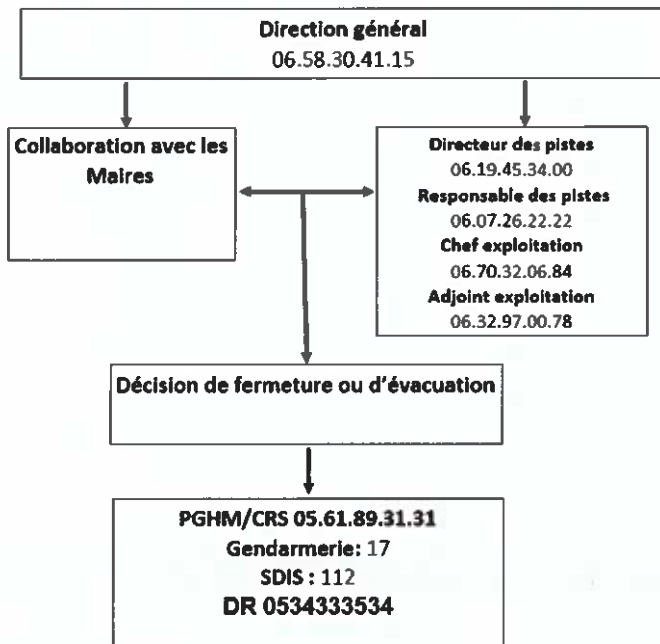 Direction général
06.58.30.41.15
Collaboration avec les
Maires
Directeur des pistes
06.19.45.34.00
Responsable des pistes
06.07.26.22.22
Chef exploitation
06.70.32.06.84
Adjoint exploitation
06.32.97.00.78
Décision de fermeture ou d'évacuation
PGHM/CRS 05.61.89.31.31
Gendarmerie: 17
SDIS : 112
DR 0534333534